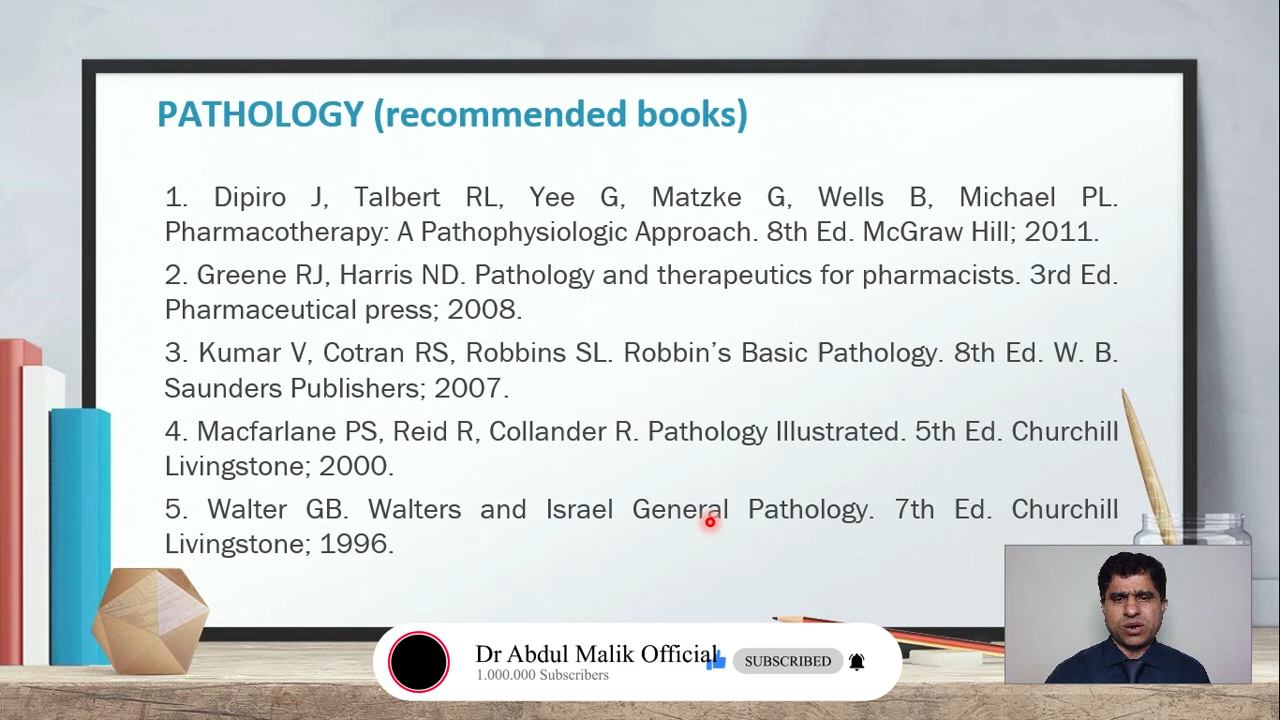 PATHOLOGY (recommended books)
1. Dipiro J, Talbert RL, Yee G, Matzke G, Wells B, Michael PL.
Pharmacotherapy: A Pathophysiologic Approach. 8th Ed. McGraw Hill; 2011.
2. Greene RJ, Harris ND. Pathology and therapeutics for pharmacists. 3rd Ed.
Pharmaceutical press; 2008.
3. Kumar V, Cotran RS, Robbins SL. Robbin’s Basic Pathology. 8th Ed. W. B.
Saunders Publishers; 2007.
4. Macfarlane PS, Reid R, Collander R. Pathology Illustrated. 5th Ed. Churchill
Livingstone; 2000.
5. Walter GB. Walters and Israel General Pathology. 7th Ed. Churchill
Livingstone; 1996.
Dr Abdul Malik Official
SUBSCRIBED
1.000.000 Subscribers